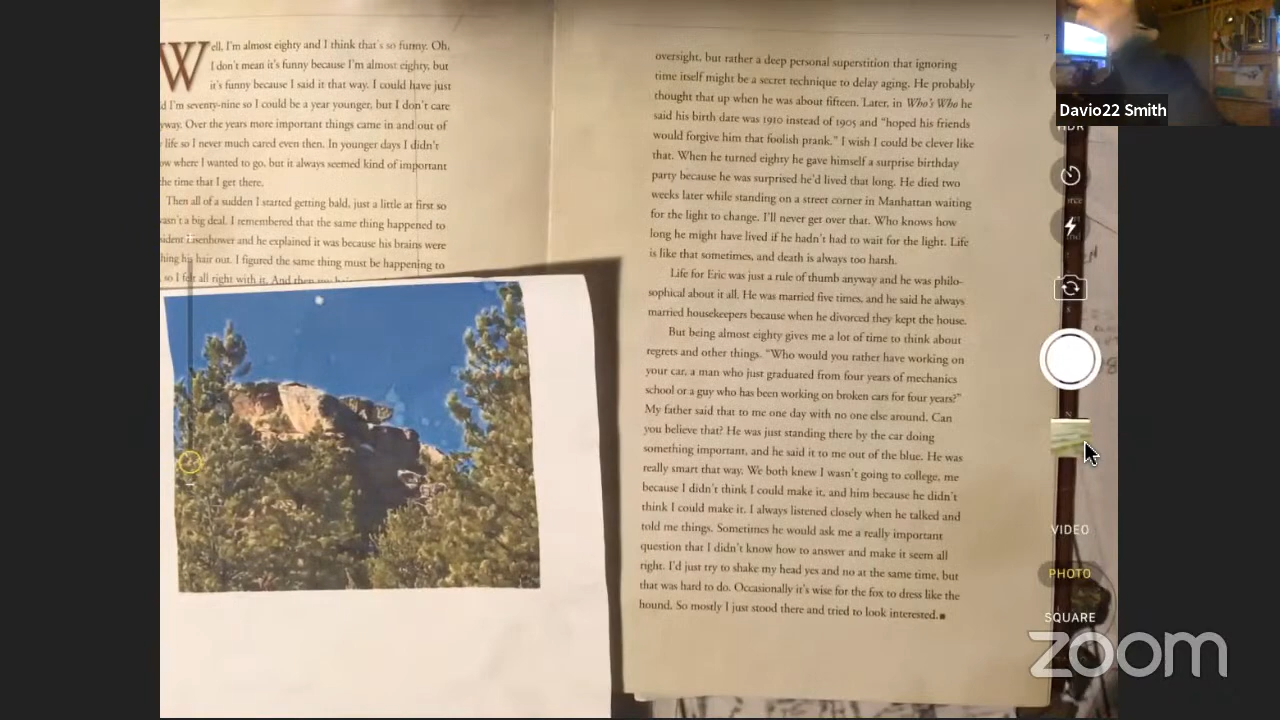 Well, I'm almost eighty and I think that's so funny. Oh,
I don't mean it's funny because I'm almost eighty, but
it's funny because I said it that way. I could have just
d I'm seventy-nine so I could be a year younger, but I don't care
yway. Over the years more important things came in and out of
life so I never much cared even then. In younger days I didn't
ow where I wanted to go, but it always seemed kind of important
the time that I get there.
Then all of a sudden I started getting bald, just a little at first so
wasn't a big deal. I remembered that the same thing happened to
sident Eisenhower and he explained it was because his brains were
hing his hair out. I figured the same thing must be happening to
so I felt all right with it. And then my
7
oversight, but rather a deep personal superstition that ignoring
time itself might be a secret technique to delay aging. He probably
thought that up when he was about fifteen. Later, in Who's Who he
said his birth date was 1910 instead of 1905 and "hoped his friends
would forgive him that foolish prank." I wish I could be clever like
that. When he turned eighty he gave himself a surprise birthday
party because he was surprised he'd lived that long. He died two
weeks later while standing on a street corner in Manhattan waiting
for the light to change. I'll never get over that. Who knows how
long he might have lived if he hadn't had to wait for the light. Life
is like that sometimes, and death is always too harsh.
Life for Eric was just a rule of thumb anyway and he was philo-
sophical about it all. He was married five times, and he said he always
married housekeepers because when he divorced they kept the house.
But being almost eighty gives me a lot of time to think about
regrets and other things. "Who would you rather have working on
your car, a man who just graduated from four years of mechanics
school or a guy who has been working on broken cars for four years?"
My father said that to me one day with no one else around. Can
you believe that? He was just standing there by the car doing
something important, and he said it to me out of the blue. He was
really smart that way. We both knew I wasn't going to college, me
because I didn't think I could make it, and him because he didn't
think I could make it. I always listened closely when he talked and
told me things. Sometimes he would ask me a really important
question that I didn't know how to answer and make it seem all
right. I'd just try to shake my head yes and no at the same time, but
that was hard to do. Occasionally it's wise for the fox to dress like the
hound. So mostly I just stood there and tried to look interested.■
Davio22 Smith
HDR
VIDEO
PHOTO
SQUARE
zoom